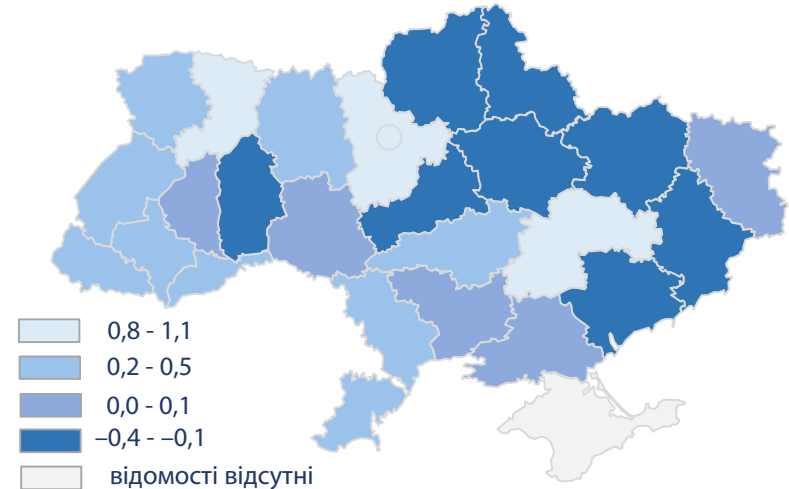 0,8 - 1,1
0,2 - 0,5
0,0 - 0,1
–0,4 - –0,1
відомості відсутні